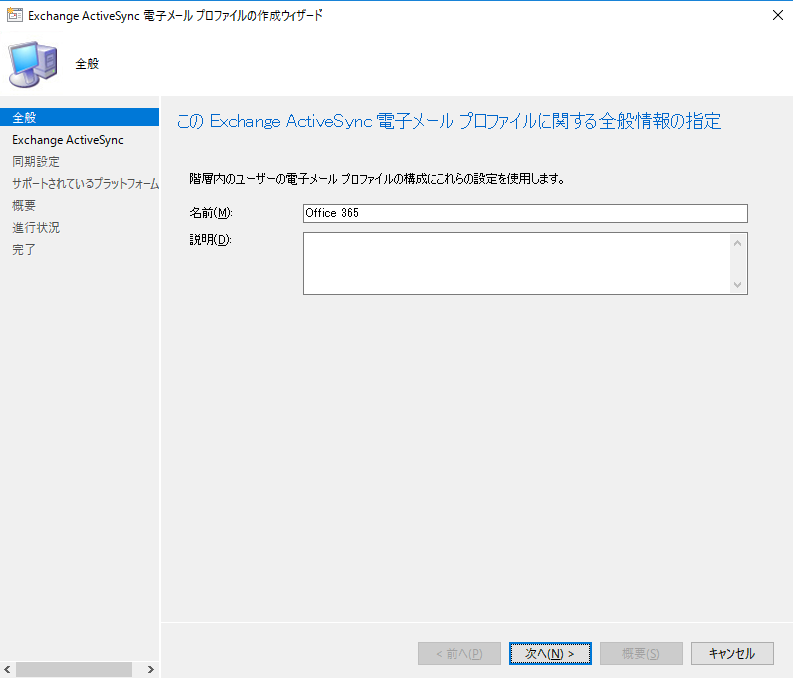 Exchange ActiveSync 電子メール プロファイルの作成ウィザード
全般
全般
Exchange ActiveSync
同期設定
サポートされているプラットフォーム
概要
進行状況
完了
この Exchange ActiveSync 電子メール プロファイルに関する全般情報の指定
階層内のユーザーの電子メール プロファイルの構成にこれらの設定を使用します。
名前(M):
Office 365
説明(D):
< 前へ(P)
次へ(N) >
概要(S)
キャンセル